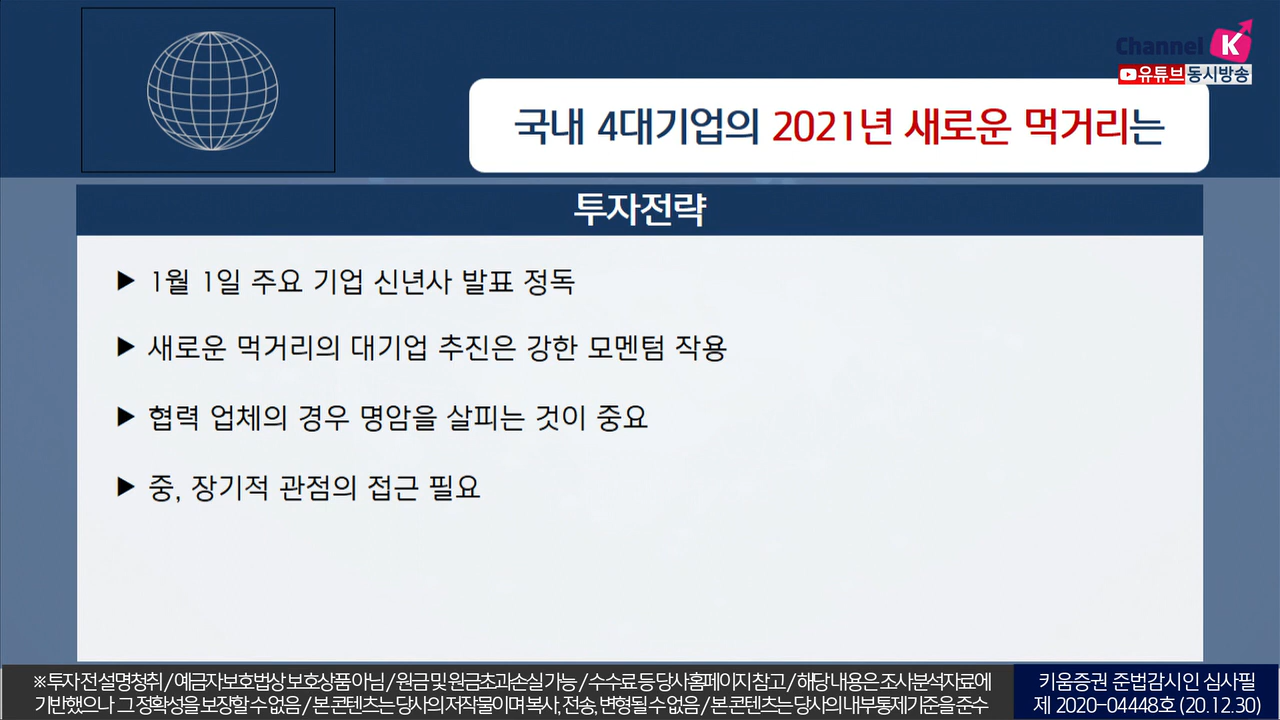 Channel K
유튜브동시방송
국내 4대기업의 2021년 새로운 먹거리는
투자전략
▶ 1월 1일 주요 기업 신년사 발표 정독
▶ 새로운 먹거리의 대기업 추진은 강한 모멘텀 작용
▶ 협력 업체의 경우 명암을 살피는 것이 중요
▶ 중, 장기적 관점의 접근 필요
※ 투자 전 설명청취 / 예금자보호법상 보호상품 아님 / 원금 및 원금초과손실 가능 / 수수료 등 당사홈페이지 참고 / 해당 내용은 조사분석자료에
기반했으나 그 정확성을 보장할 수 없음 / 본 콘텐츠는 당사의 저작물이며 복사, 전송, 변형될 수 없음 / 본 콘텐츠는 당사의 내부통제기준을 준수
키움증권 준법감시인 심사필
제 2020-04448호 (20.12.30)